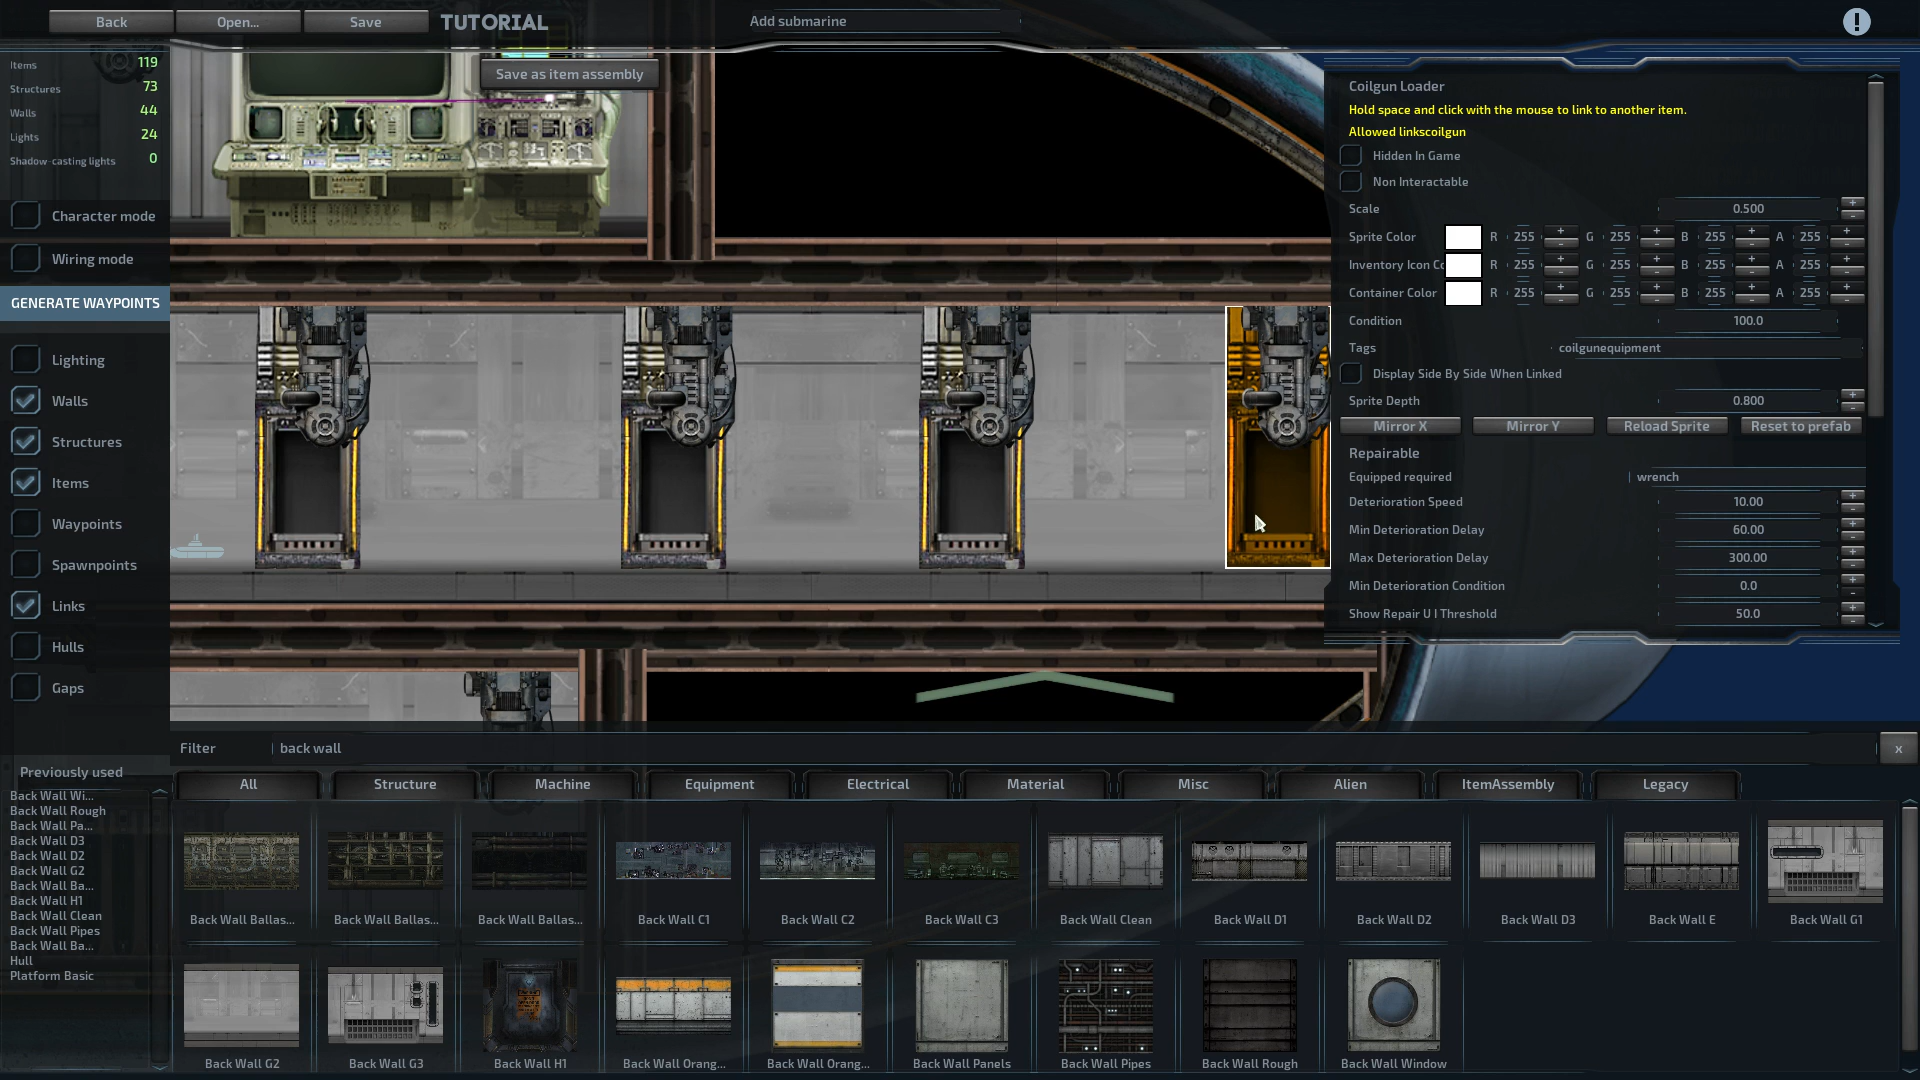 Back Open... Save TUTORIAL Add submarine
Items 119
Structures 73
Walls 44
Lights 24
Shadow-casting lights 0
Save as item assembly
Character mode
Wiring mode
GENERATE WAYPOINTS
Lighting
Walls
Structures
Items
Waypoints
Spawnpoints
Links
Hulls
Gaps
Coilgun Loader
Hold space and click with the mouse to link to another item.
Allowed linkscoilgun
Hidden In Game
Non Interactable
Scale 0.500 + -
Sprite Color R 255 + - G 255 + - B 255 + - A 255 + -
Inventory Icon Co R 255 + - G 255 + - B 255 + - A 255 + -
Container Color R 255 + - G 255 + - B 255 + - A 255 + -
Condition 100.0
Tags coilgunequipment
Display Side By Side When Linked
Sprite Depth 0.800 + -
Mirror X Mirror Y Reload Sprite Reset to prefab
Repairable
Equipped required wrench
Deterioration Speed 10.00 + -
Min Deterioration Delay 60.00 + -
Max Deterioration Delay 300.00 + -
Min Deterioration Condition 0.0 + -
Show Repair U I Threshold 50.0 + -
Filter back wall x
Previously used
Back Wall Wi...
Back Wall Rough
Back Wall Pa...
Back Wall D3
Back Wall D2
Back Wall G2
Back Wall Ba...
Back Wall H1
Back Wall Clean
Back Wall Pipes
Back Wall Ba...
Hull
Platform Basic
All Structure Machine Equipment Electrical Material Misc Alien ItemAssembly Legacy
Back Wall Ballas... Back Wall Ballas... Back Wall Ballas... Back Wall C1 Back Wall C2 Back Wall C3 Back Wall Clean Back Wall D1 Back Wall D2 Back Wall D3 Back Wall E Back Wall G1
Back Wall G2 Back Wall G3 Back Wall H1 Back Wall Orang... Back Wall Orang... Back Wall Panels Back Wall Pipes Back Wall Rough Back Wall Window